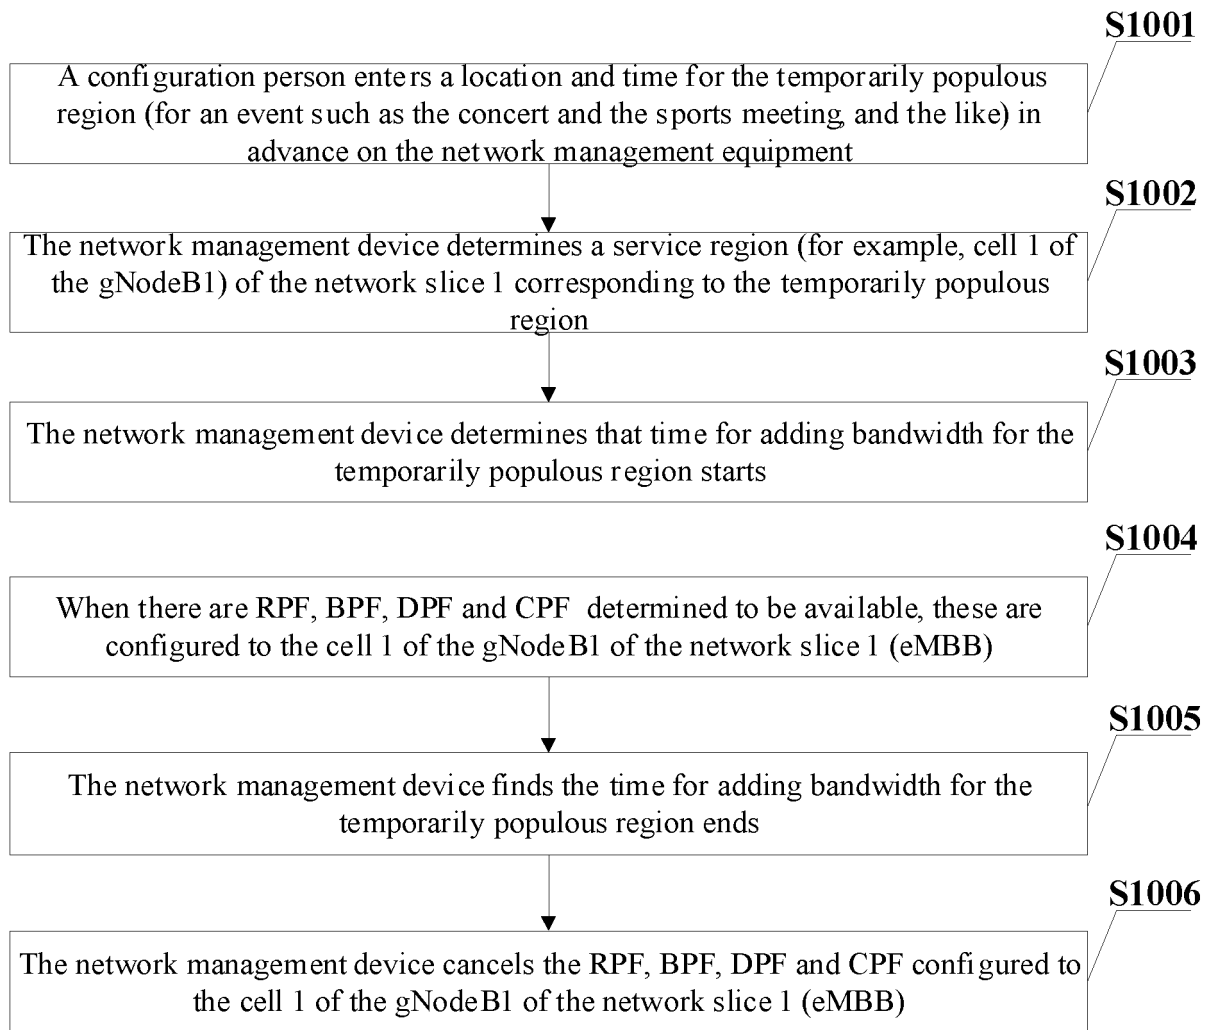 S1001
A configuration person enters a location and time for the temporarily populous
region (for an event such as the concert and the sports meeting, and the like) in
advance on the network management equipment
S1002
The network management device determines a service region (for example, cell 1 of
the gNodeB1) of the network slice 1 corresponding to the temporarily populous
region
S1003
The network management device determines that time for adding bandwidth for the
temporarily populous region starts
S1004
When there are RPF, BPF, DPF and CPF determined to be available, these are
configured to the cell 1 of the gNodeB1 of the network slice 1 (eMBB)
S1005
The network management device finds the time for adding bandwidth for the
temporarily populous region ends
S1006
The network management device cancels the RPF, BPF, DPF and CPF configured to
the cell 1 of the gNodeB1 of the network slice 1 (eMBB)